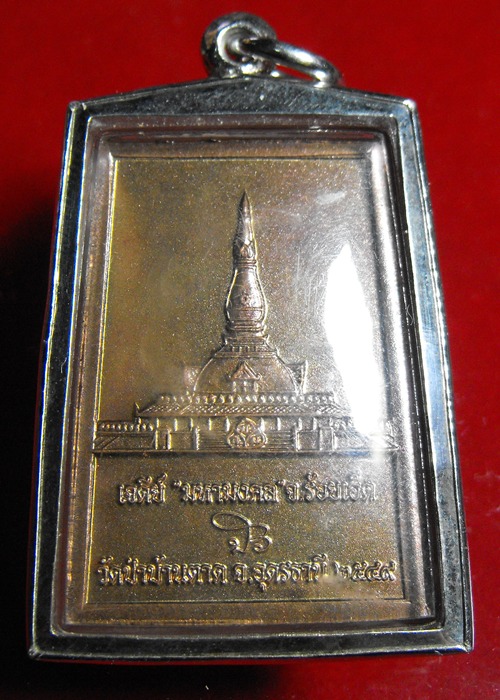 เจดีย์ "มหามงคล" จ.ร้อยเอ็ด
วัดป่าบ้านตาด จ.อุดรธานี ๒๕๔๙